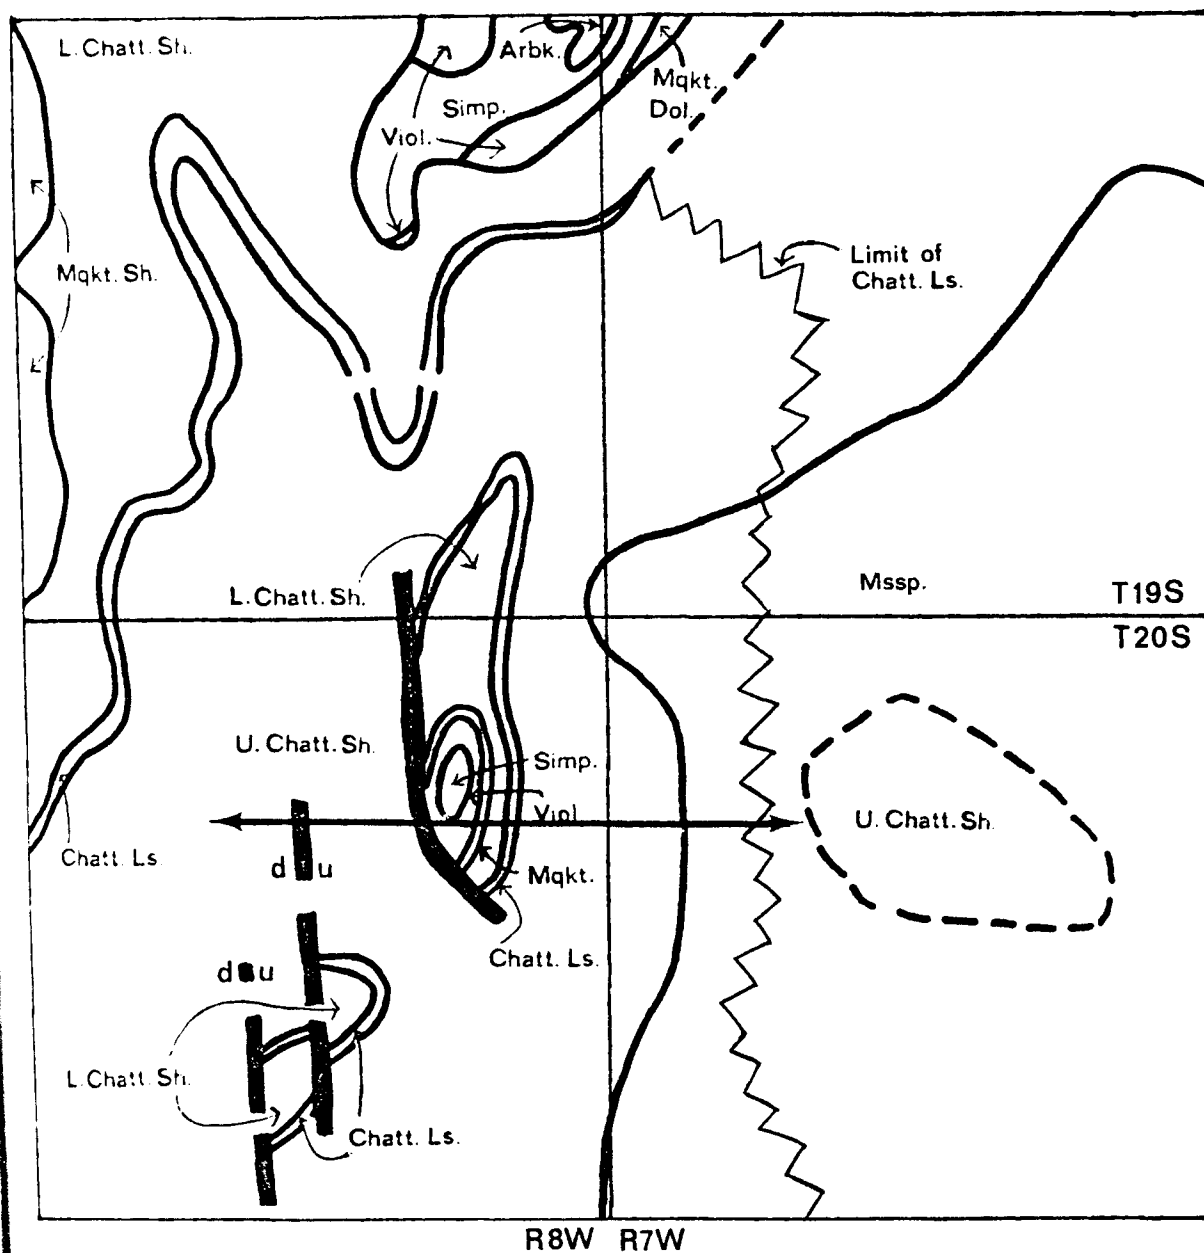 L. Chatt. Sh.
Arbk.
Mqkt.
Dol.
Simp.
Viol.
Mqkt. Sh.
Limit of
Chatt. Ls.
L. Chatt. Sh.
Mssp.
T19S
T20S
U. Chatt. Sh.
Simp.
Viol
U. Chatt. Sh.
Chatt. Ls.
d u
Mqkt.
Chatt. Ls.
d u
L. Chatt. Sh.
Chatt. Ls.
R8W R7W